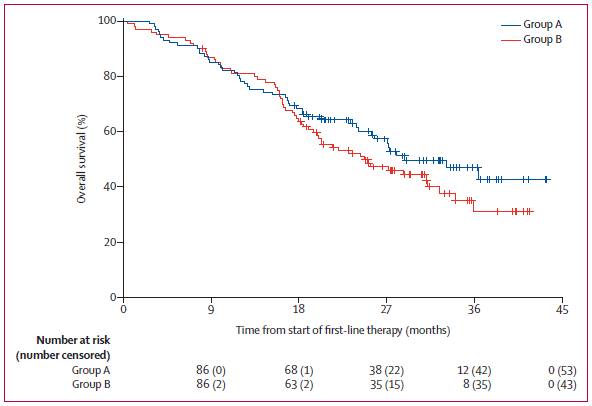 100
80
60
40
20
0
Overall survival (%)
Group A
Group B
0 9 18 27 36 45
Time from start of first-line therapy (months)
Number at risk
(number censored)
Group A 86 (0) 68 (1) 38 (22) 12 (42) 0 (53)
Group B 86 (2) 63 (2) 35 (15) 8 (35) 0 (43)